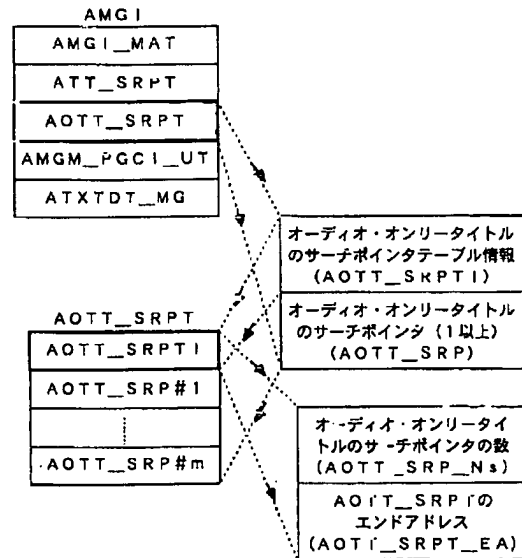 AMGI
AMGI_MAT
ATT_SRPT
AOTT_SRPT
AMGM_PGCI_UT
ATXTDT_MG
オーディオ・オンリータイトル
のサーチポインタテーブル情報
(AOTT_SRPTI)
オーディオ・オンリータイトル
のサーチポインタ (1以上)
(AOTT_SRP)
AOTT_SRPT
AOTT_SRPTI
AOTT_SRP#1
AOTT_SRP#m
オーディオ・オンリータイ
トルのサーチポインタの数
(AOTT_SRP_Ns)
AOTT_SRPTの
エンドアドレス
(AOTT_SRPT_EA)